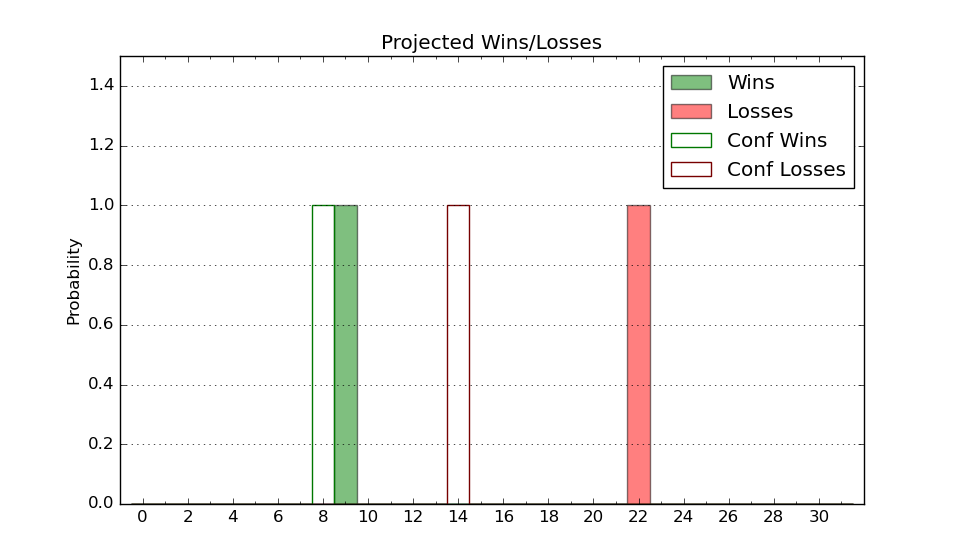 Projected Wins/Losses
1.4
1.2
1.0
0.8
0.6
0.4
0.2
0.0
Probability
Wins
Losses
Conf Wins
Conf Losses
0 2 4 6 8 10 12 14 16 18 20 22 24 26 28 30